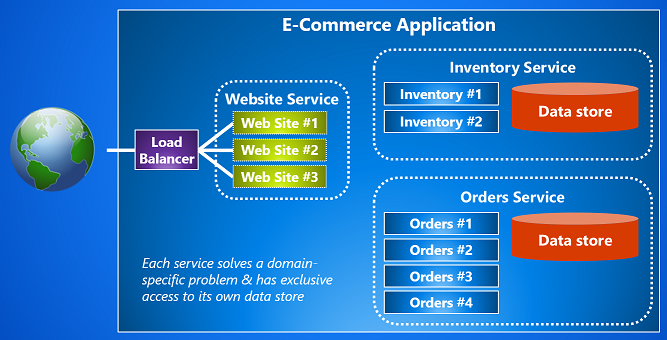 E-Commerce Application
Inventory Service
Inventory #1
Inventory #2
Data store
Website Service
Web Site #1
Web Site #2
Web Site #3
Load
Balancer
Orders Service
Orders #1
Orders #2
Orders #3
Orders #4
Data store
Each service solves a domain-
specific problem & has exclusive
access to its own data store